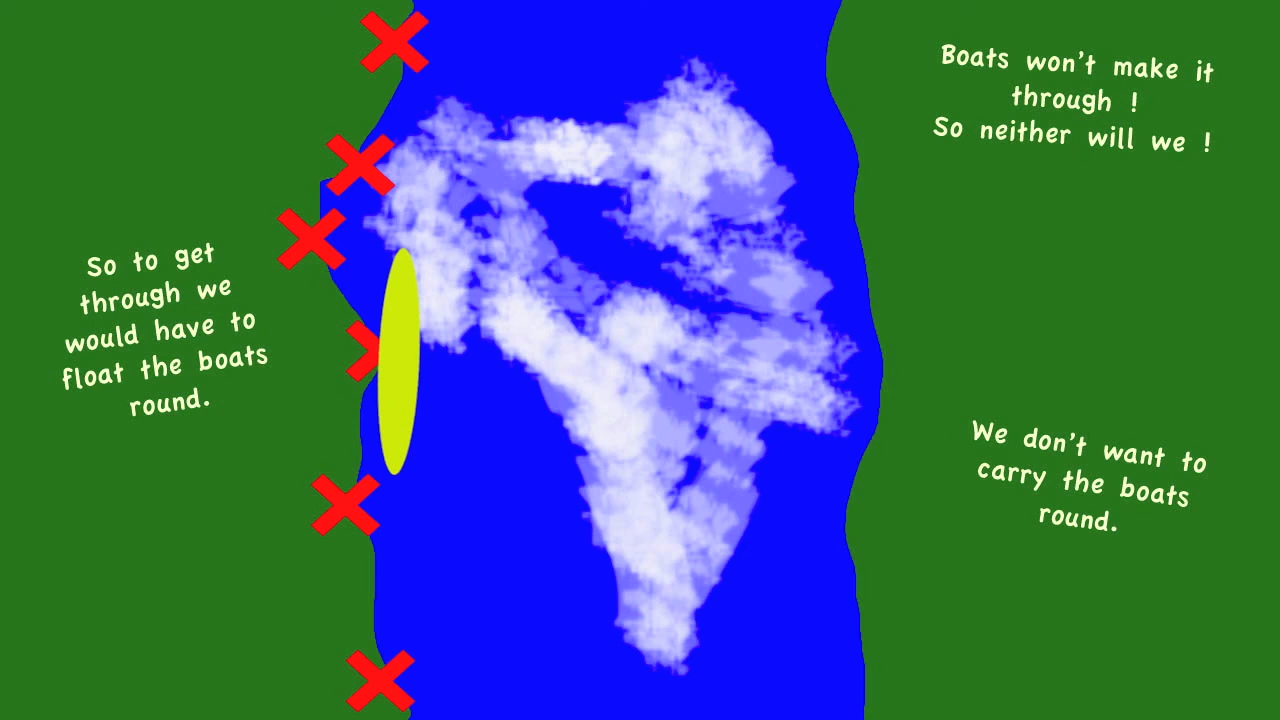 Boats won't make it
through !
So neither will we !
So to get
through we
would have to
float the boats
round.
We don't want to
carry the boats
round.